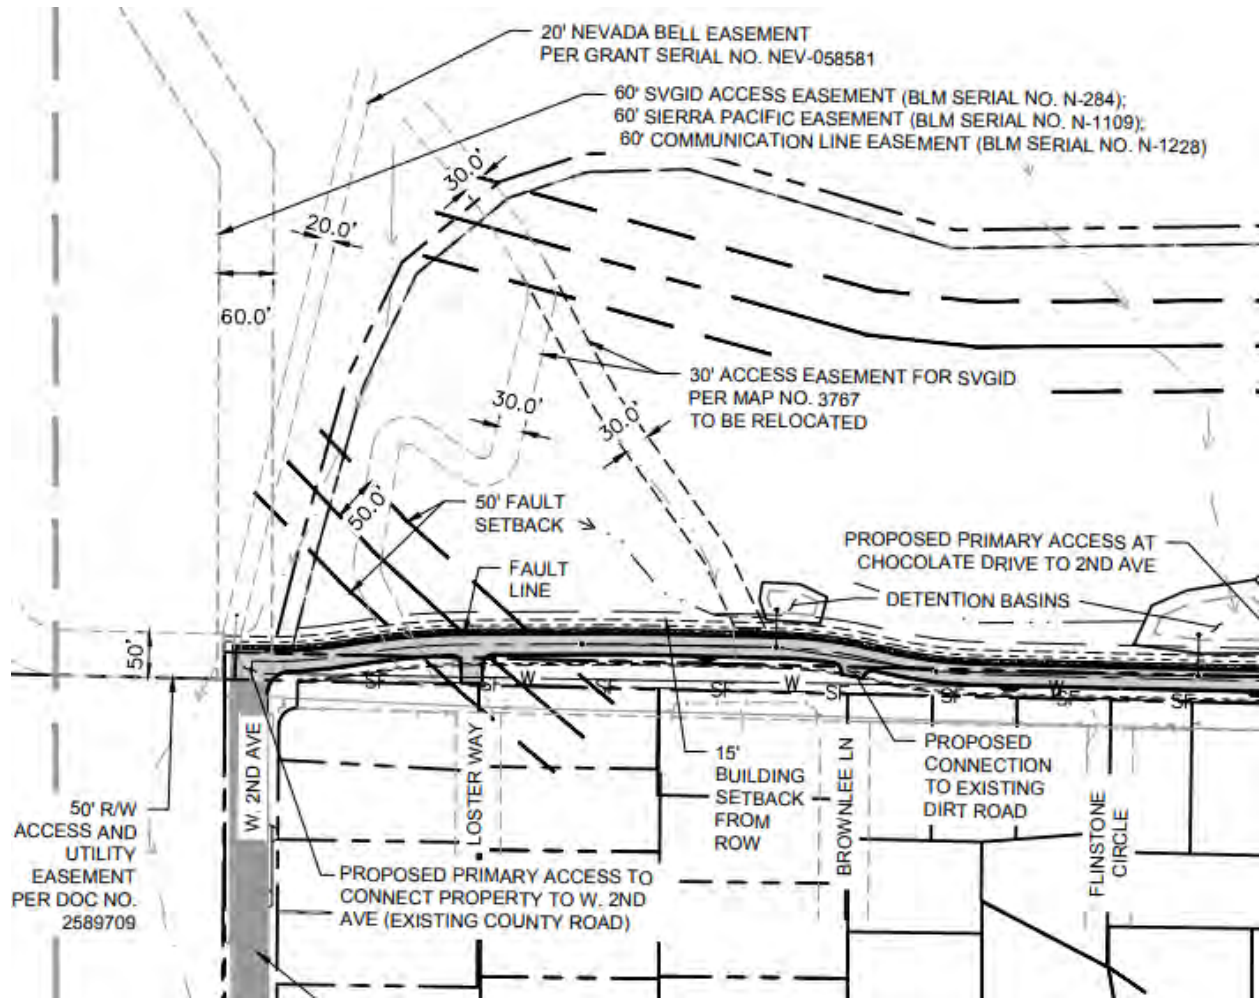 20' NEVADA BELL EASEMENT
PER GRANT SERIAL NO. NEV-058581
60' SVGID ACCESS EASEMENT (BLM SERIAL NO. N-284);
60' SIERRA PACIFIC EASEMENT (BLM SERIAL NO. N-1109);
60' COMMUNICATION LINE EASEMENT (BLM SERIAL NO. N-1228)
30.0'
20.0'
60.0'
30' ACCESS EASEMENT FOR SVGID
PER MAP NO. 3767
TO BE RELOCATED
30.0'
30.0'
50.0'
50' FAULT
SETBACK
FAULT
LINE
PROPOSED PRIMARY ACCESS AT
CHOCOLATE DRIVE TO 2ND AVE
DETENTION BASINS
50'
SF
SF
W
SF
W
SF
SF
W
SF
SF
W. 2ND AVE
LOSTER WAY
15'
BUILDING
SETBACK
FROM
ROW
BROWNLEE LN
PROPOSED
CONNECTION
TO EXISTING
DIRT ROAD
FLINSTONE
CIRCLE
50' R/W
ACCESS AND
UTILITY
EASEMENT
PER DOC NO.
2589709
PROPOSED PRIMARY ACCESS TO
CONNECT PROPERTY TO W. 2ND
AVE (EXISTING COUNTY ROAD)